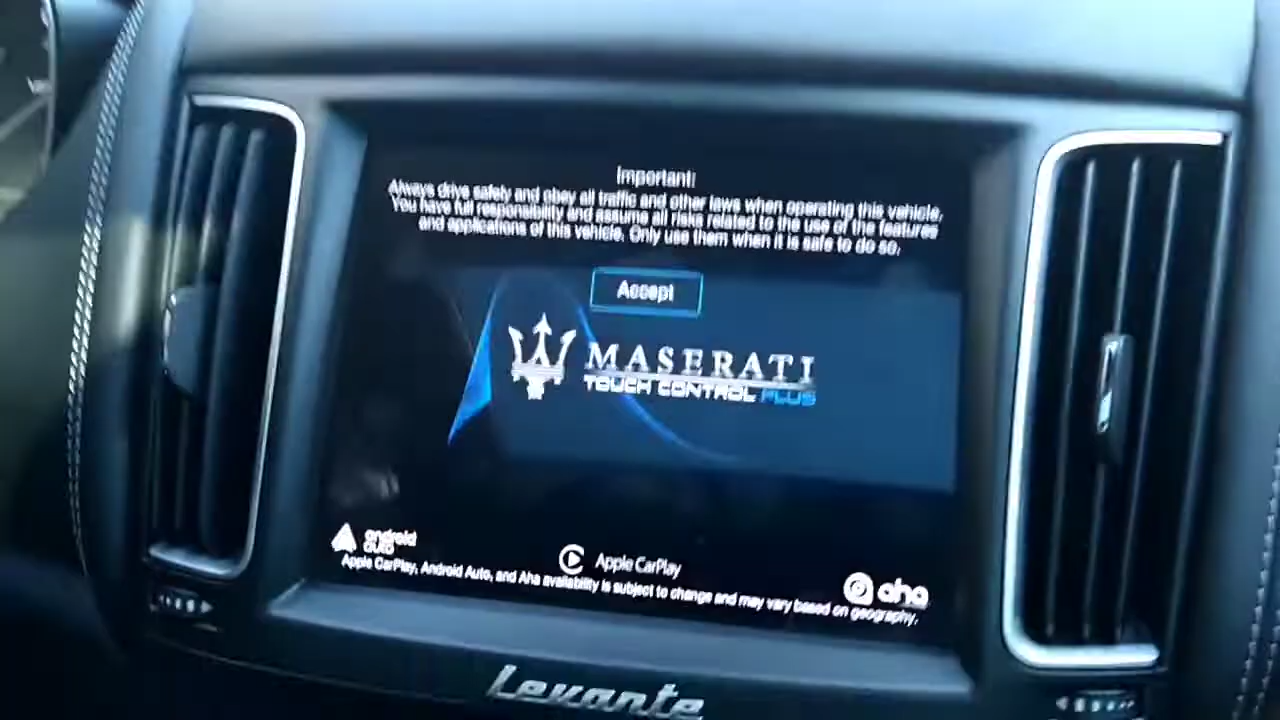 Important:
Always drive safely and obey all traffic and other laws when operating this vehicle.
You have full responsibility and assume all risks related to the use of the features
and applications of this vehicle. Only use them when it is safe to do so.
Accept
MASERATI
TOUCH CONTROL PLUS
android auto
Apple CarPlay
aha
Apple CarPlay, Android Auto, and Aha availability is subject to change and may vary based on geography.
Levante